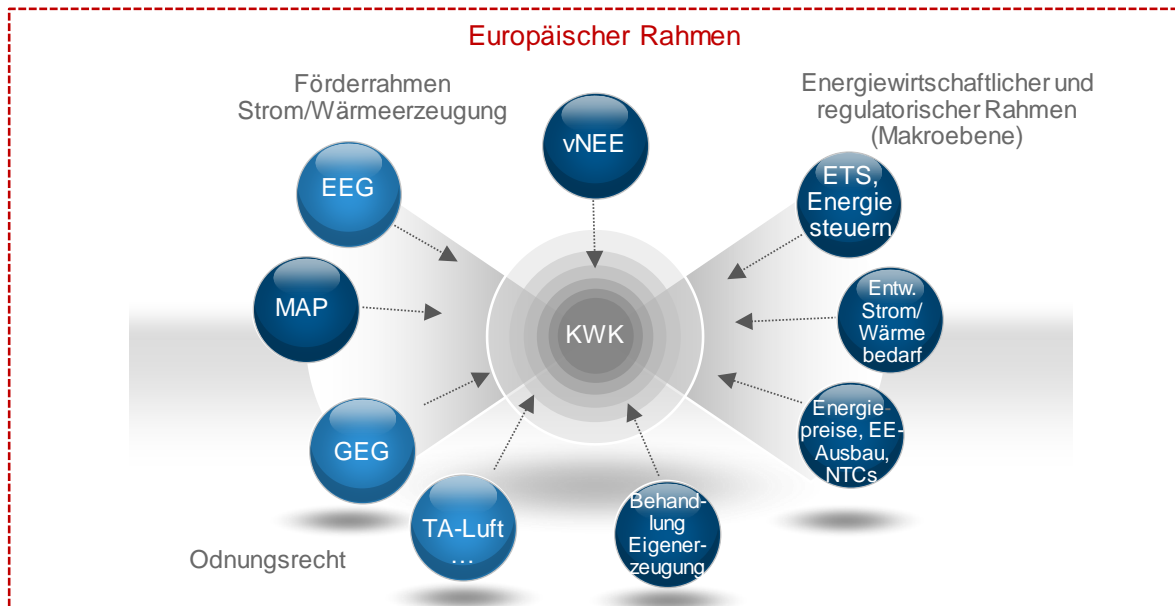 Europäischer Rahmen
Förderrahmen
Strom/Wärmeerzeugung
Energiewirtschaftlicher und
regulatorischer Rahmen
(Makroebene)
vNEE
EEG
ETS,
Energie
steuern
MAP
Entw.
Strom/
Wärme
bedarf
KWK
GEG
Energie-
preise, EE-
Ausbau,
NTCs
TA-Luft
...
Behand-
lung
Eigener-
zeugung
Odnungsrecht